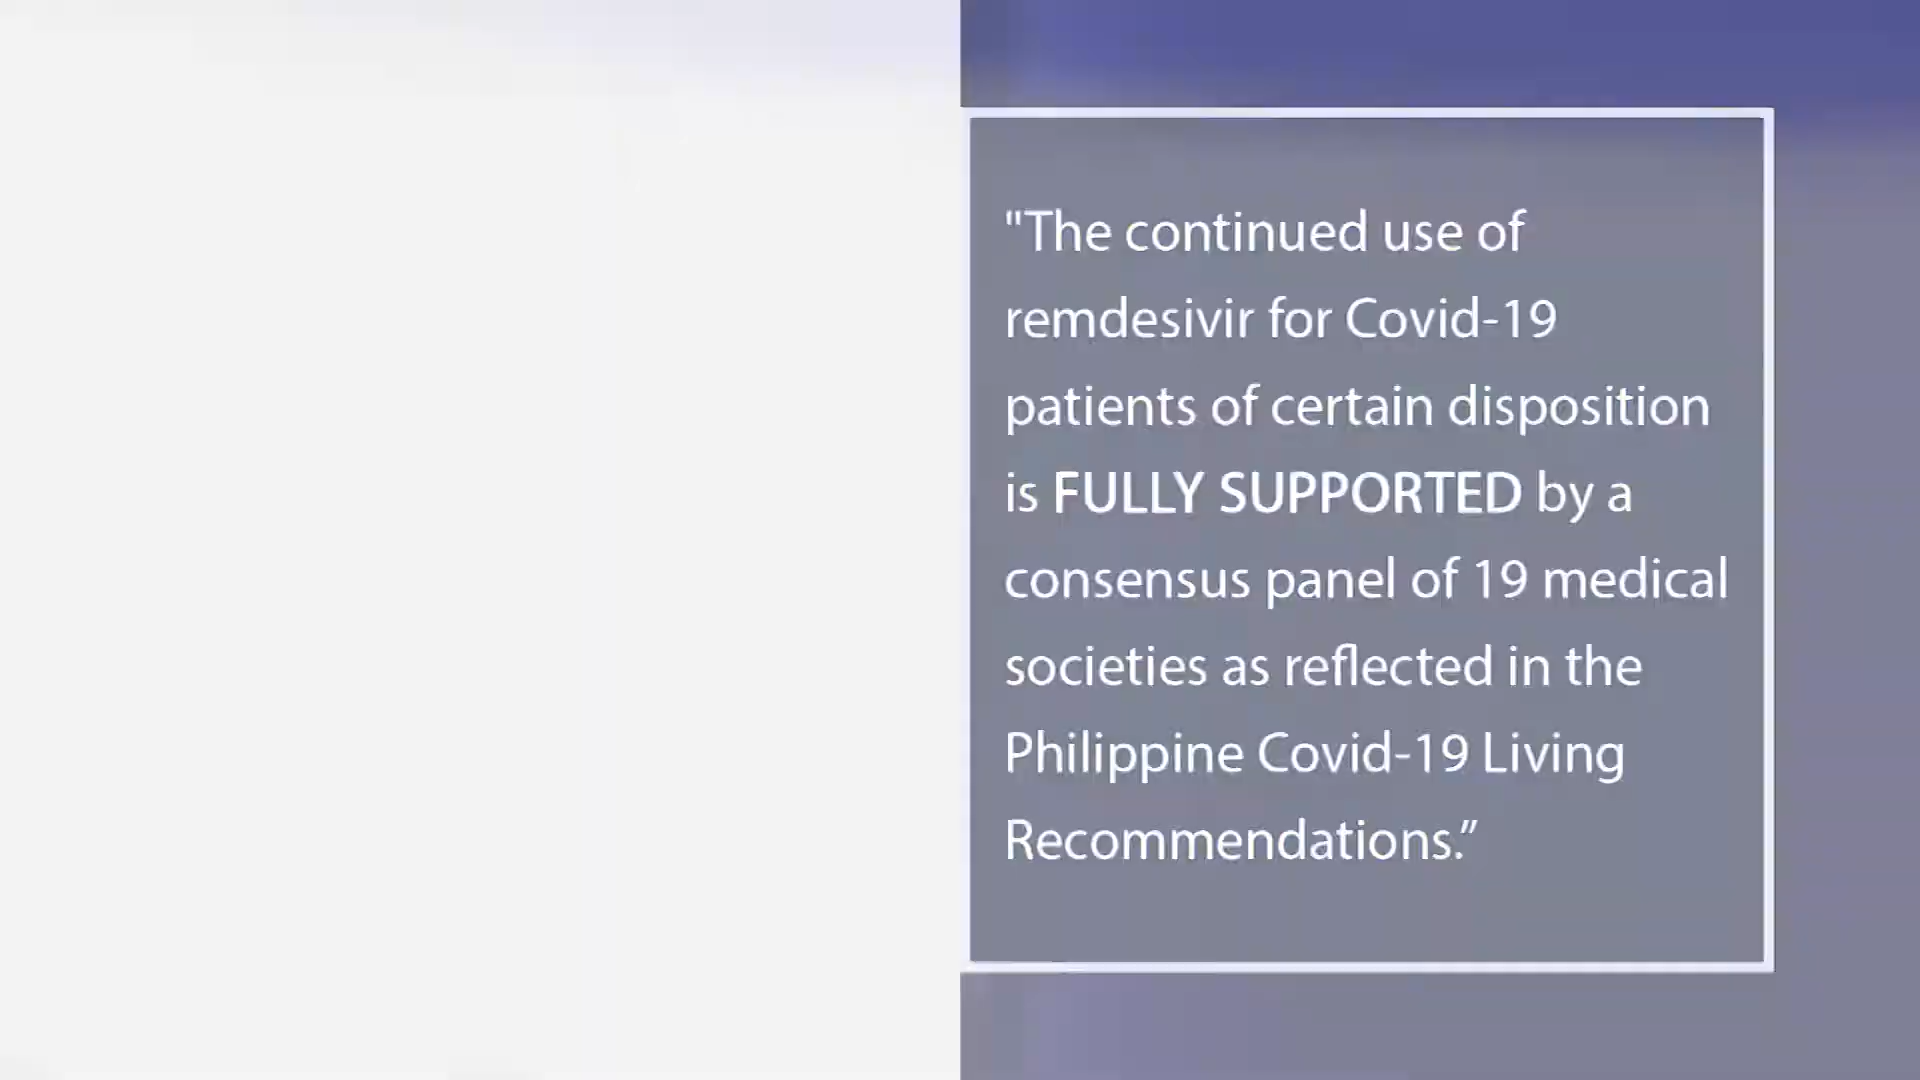 "The continued use of
remdesivir for Covid-19
patients of certain disposition
is FULLY SUPPORTED by a
consensus panel of 19 medical
societies as reflected in the
Philippine Covid-19 Living
Recommendations.”